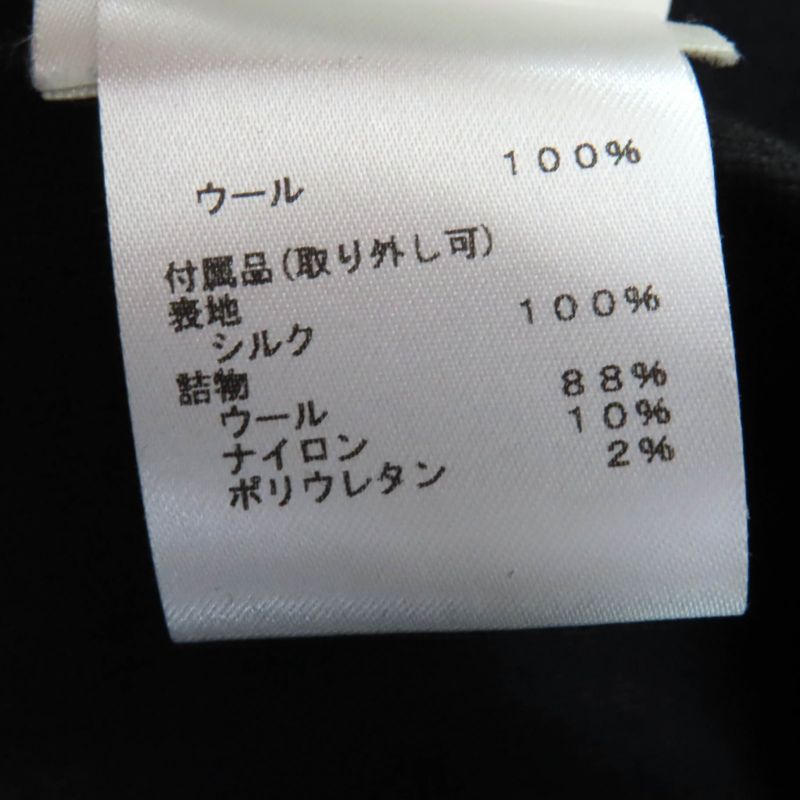 ウール 100%
付属品(取り外し可)
表地
シルク 100%
詰物
ウール 88%
ナイロン 10%
ポリウレタン 2%